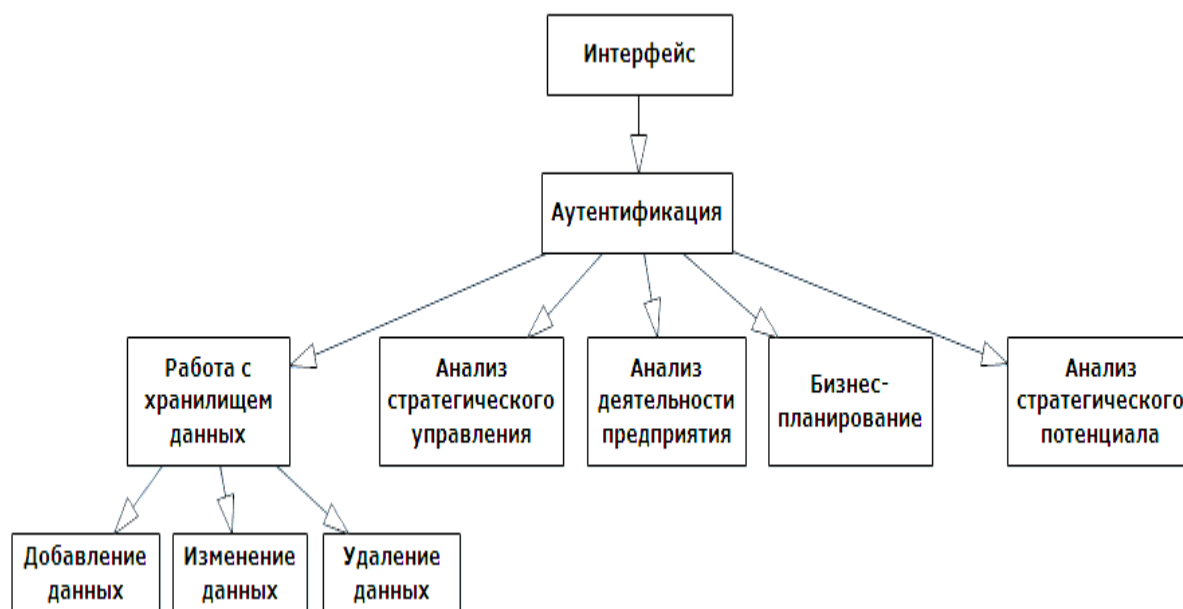 Интерфейс
Аутентификация
Работа с
хранилищем
данных
Анализ
стратегического
управления
Анализ
деятельности
предприятия
Бизнес-
планирование
Анализ
стратегического
потенциала
Добавление
данных
Изменение
данных
Удаление
данных